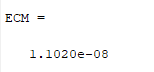 ECM =
1.1020e-08